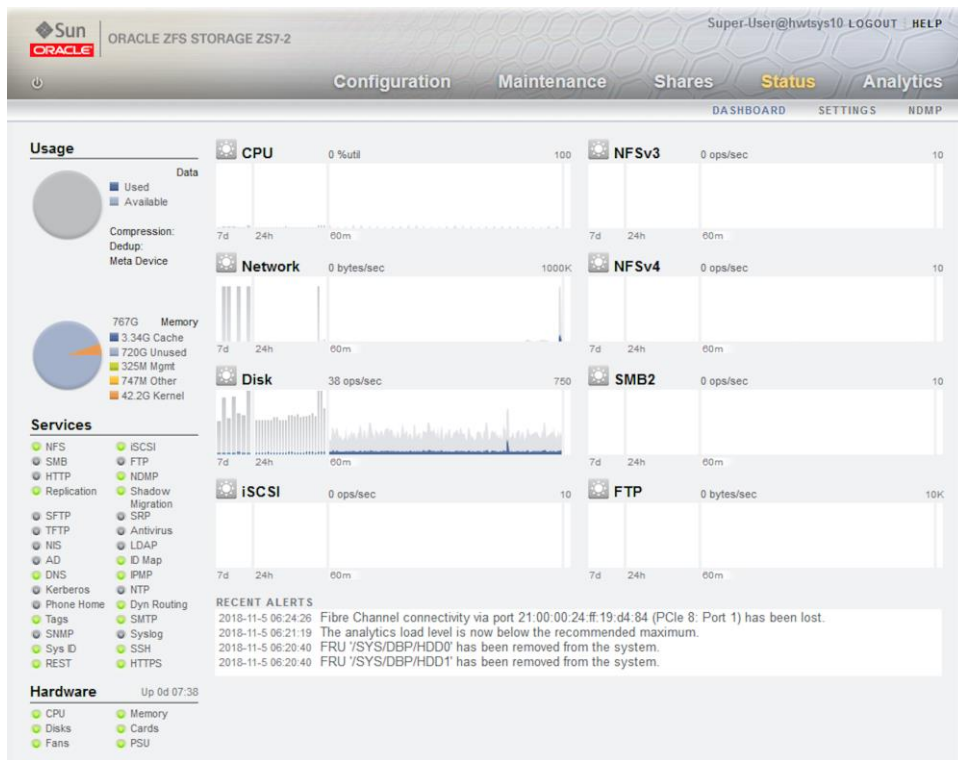 Sun
ORACLE
ORACLE ZFS STORAGE ZS7-2
Super-User@hwtsys10 LOGOUT HELP
Configuration Maintenance Shares Status Analytics
DASHBOARD SETTINGS NDMP
Usage
Data
Used
Available
Compression:
Dedup:
Meta Device
767G Memory
3.34G Cache
720G Unused
325M Mgmt
747M Other
42.2G Kernel
Services
NFS iSCSI
SMB FTP
HTTP NDMP
Replication Shadow Migration
SFTP SRP
TFTP Antivirus
NIS LDAP
AD ID Map
DNS IPMP
Kerberos NTP
Phone Home Dyn Routing
Tags SMTP
SNMP Syslog
Sys ID SSH
REST HTTPS
Hardware Up 0d 07:38
CPU Memory
Disks Cards
Fans PSU
CPU 0 %util 100
7d 24h 60m
Network 0 bytes/sec 1000K
7d 24h 60m
Disk 38 ops/sec 750
7d 24h 60m
iSCSI 0 ops/sec 10
7d 24h 60m
NFSv3 0 ops/sec 10
7d 24h 60m
NFSv4 0 ops/sec 10
7d 24h 60m
SMB2 0 ops/sec 10
7d 24h 60m
FTP 0 bytes/sec 10K
7d 24h 60m
RECENT ALERTS
2018-11-5 06:24:26 Fibre Channel connectivity via port 21:00:00:24:ff:19:d4:84 (PCIe 8: Port 1) has been lost.
2018-11-5 06:21:19 The analytics load level is now below the recommended maximum.
2018-11-5 06:20:40 FRU '/SYS/DBP/HDD0' has been removed from the system.
2018-11-5 06:20:40 FRU '/SYS/DBP/HDD1' has been removed from the system.